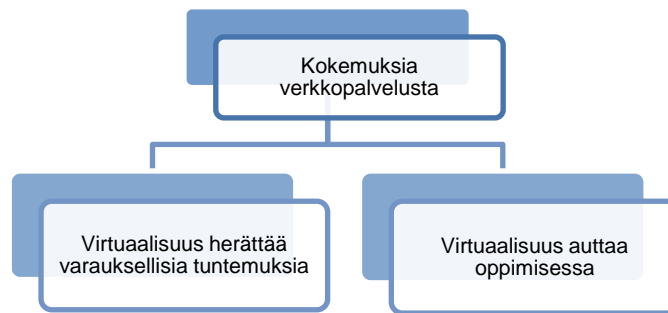 Kokemuksia
verkkopalvelusta
Virtuaalisuus herättää
varauksellisia tuntemuksia
Virtuaalisuus auttaa
oppimisessa